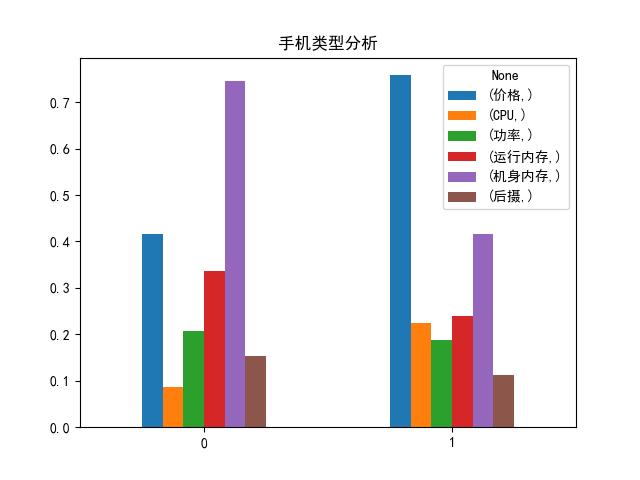 手机类型分析
None
(价格,)
(CPU,)
(功率,)
(运行内存,)
(机身内存,)
(后摄,)
0.7
0.6
0.5
0.4
0.3
0.2
0.1
0.0
0
1